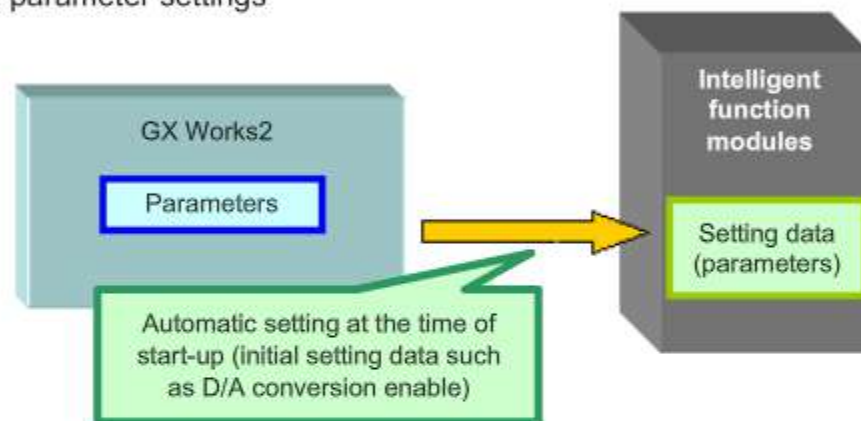 parameter settings
Intelligent
function
modules
GX Works2
Parameters
Setting data
(parameters)
Automatic setting at the time of
start-up (initial setting data such
as D/A conversion enable)